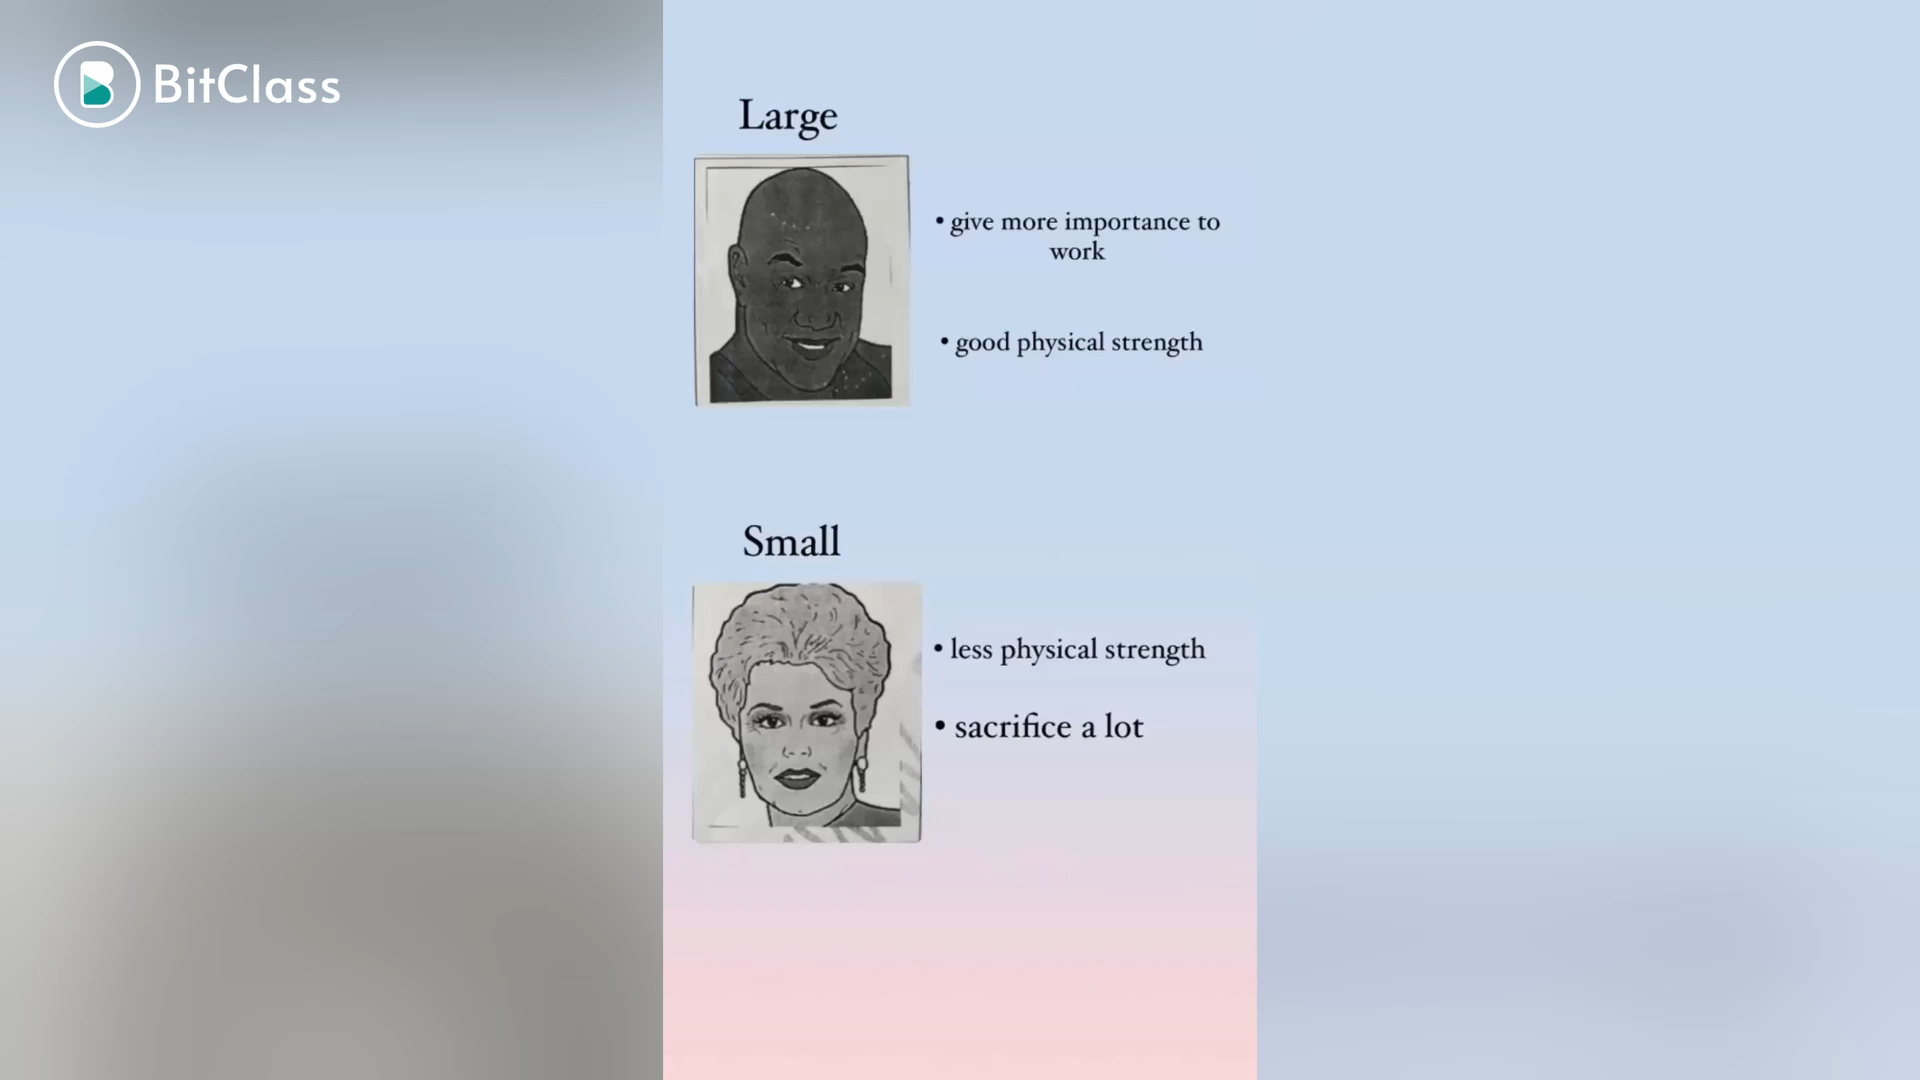 BitClass
Large
• give more importance to
work
• good physical strength
Small
• less physical strength
• sacrifice a lot